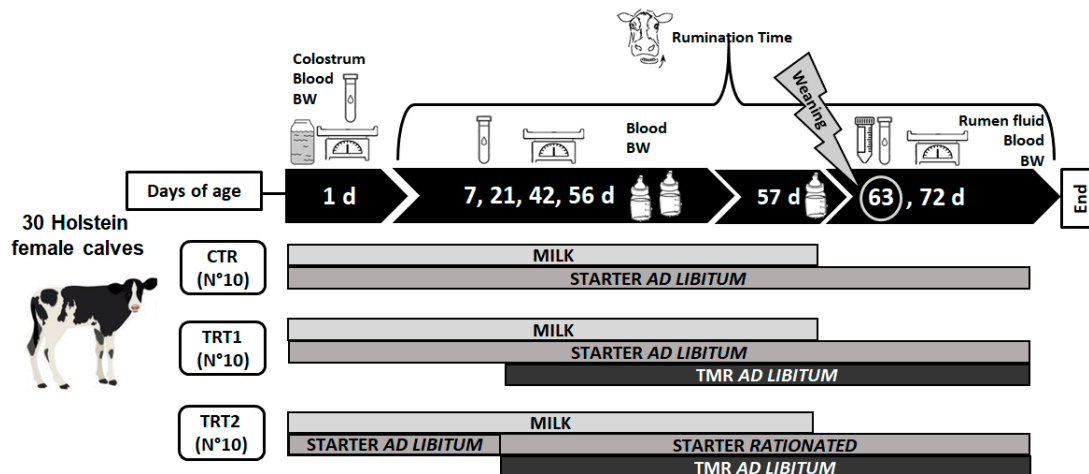 Rumination Time
Colostrum
Blood
BW
Weaning
Blood
BW
Rumen fluid
Blood
BW
Days of age
1 d
7, 21, 42, 56 d
57 d
63 , 72 d
End
30 Holstein
female calves
CTR
(N°10)
MILK
STARTER AD LIBITUM
TRT1
(N°10)
MILK
STARTER AD LIBITUM
TMR AD LIBITUM
TRT2
(N°10)
MILK
STARTER AD LIBITUM
STARTER RATIONATED
TMR AD LIBITUM